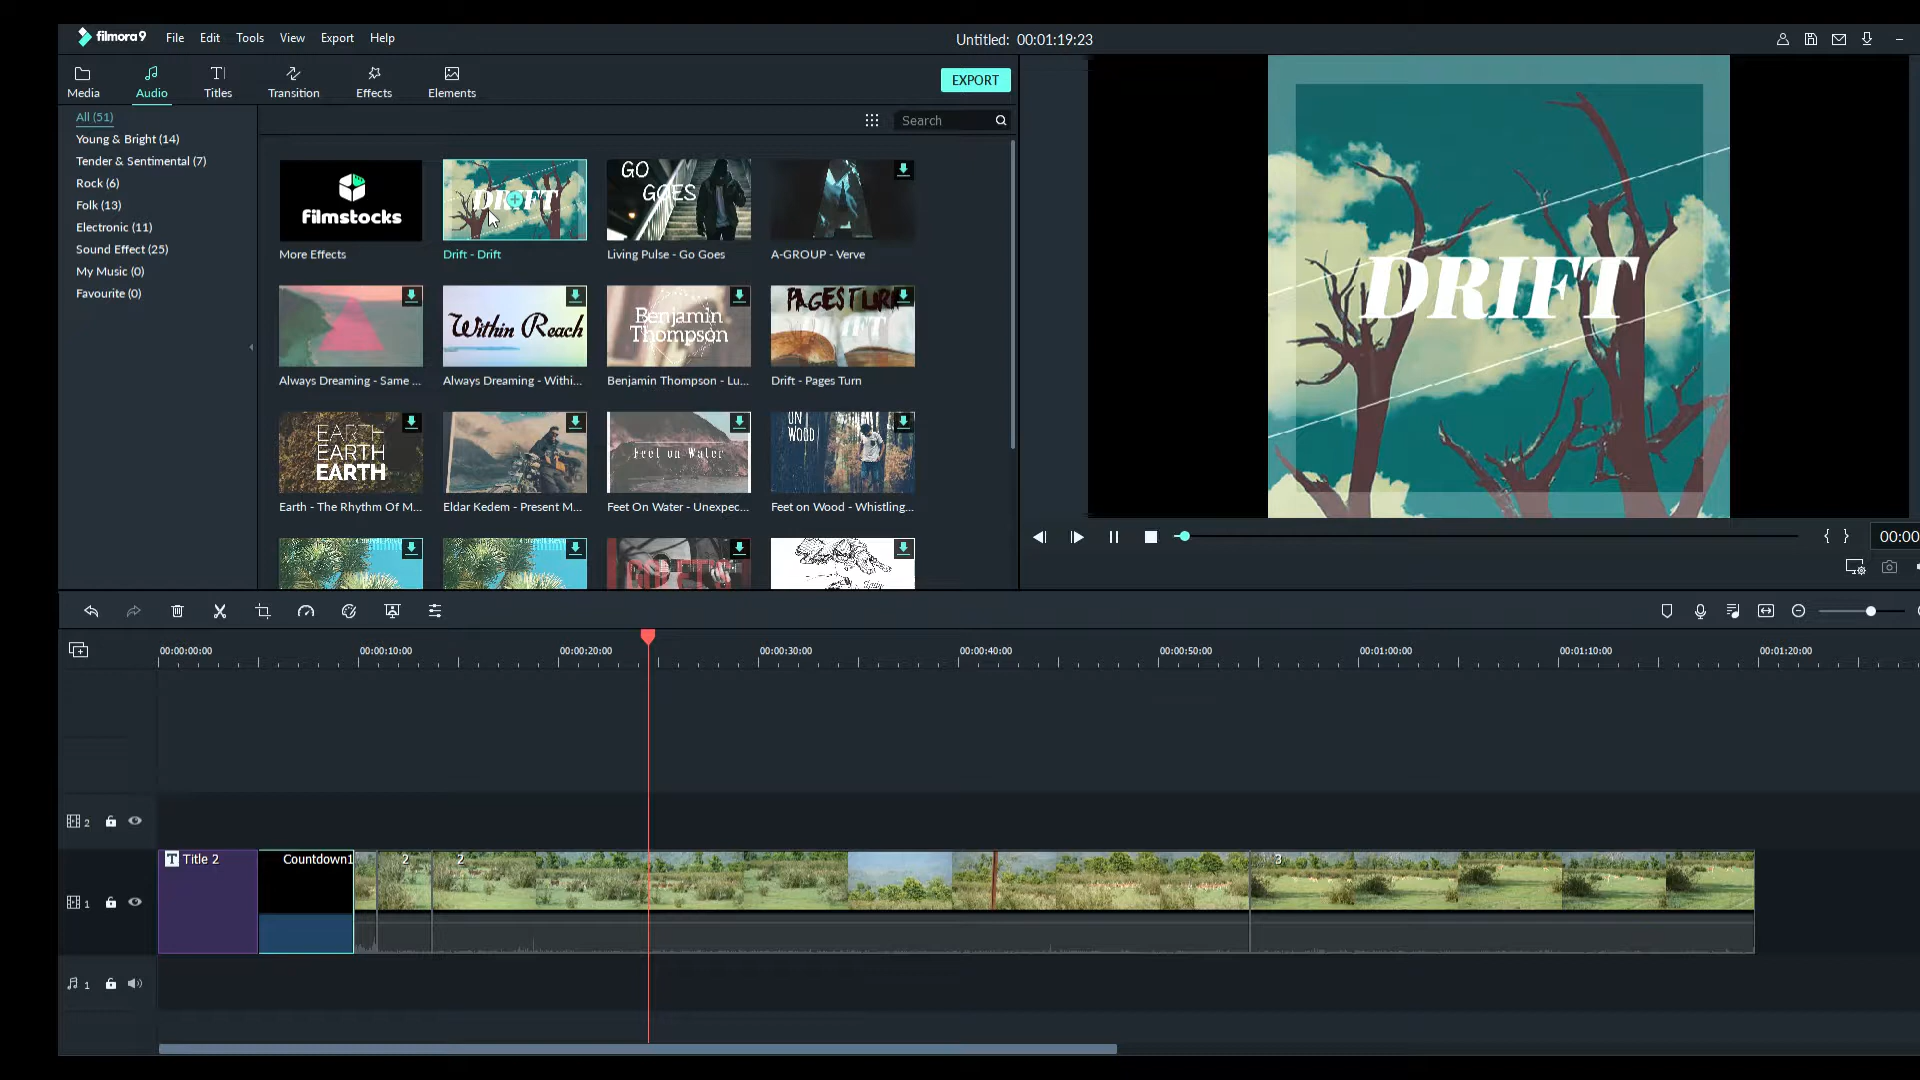 filmora9 File Edit Tools View Export Help
Untitled: 00:01:19:23
Media Audio Titles Transition Effects Elements
EXPORT
All (51)
Young & Bright (14)
Tender & Sentimental (7)
Rock (6)
Folk (13)
Electronic (11)
Sound Effect (25)
My Music (0)
Favourite (0)
Search
filmstocks
DRIFT
GO
GOES
A
More Effects
Drift - Drift
Living Pulse - Go Goes
A-GROUP - Verve
Within Reach
Benjamin
Thompson
PAGES TURN
DRIFT
Always Dreaming - Same ...
Always Dreaming - Withi...
Benjamin Thompson - Lu...
Drift - Pages Turn
EARTH
EARTH
EARTH
Feet on Water
ON
WOOD
Earth - The Rhythm Of M...
Eldar Kedem - Present M...
Feet On Water - Unexpec...
Feet on Wood - Whistling...
DRIFT
{ }
00:00
00:00:00:00 00:00:10:00 00:00:20:00 00:00:30:00 00:00:40:00 00:00:50:00 00:01:00:00 00:01:10:00 00:01:20:00
2
T Title 2
Countdown1
2
2
3
1
1